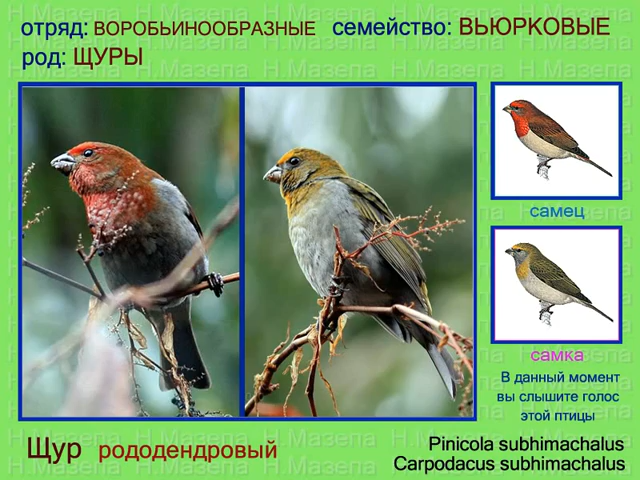 отряд: ВОРОБЬИНООБРАЗНЫЕ семейство: ВЬЮРКОВЫЕ
род: ЩУРЫ
самец
самка
В данный момент
вы слышите голос
этой птицы
Щур рододендровый
Pinicola subhimachalus
Carpodacus subhimachalus
Н.Мазепа